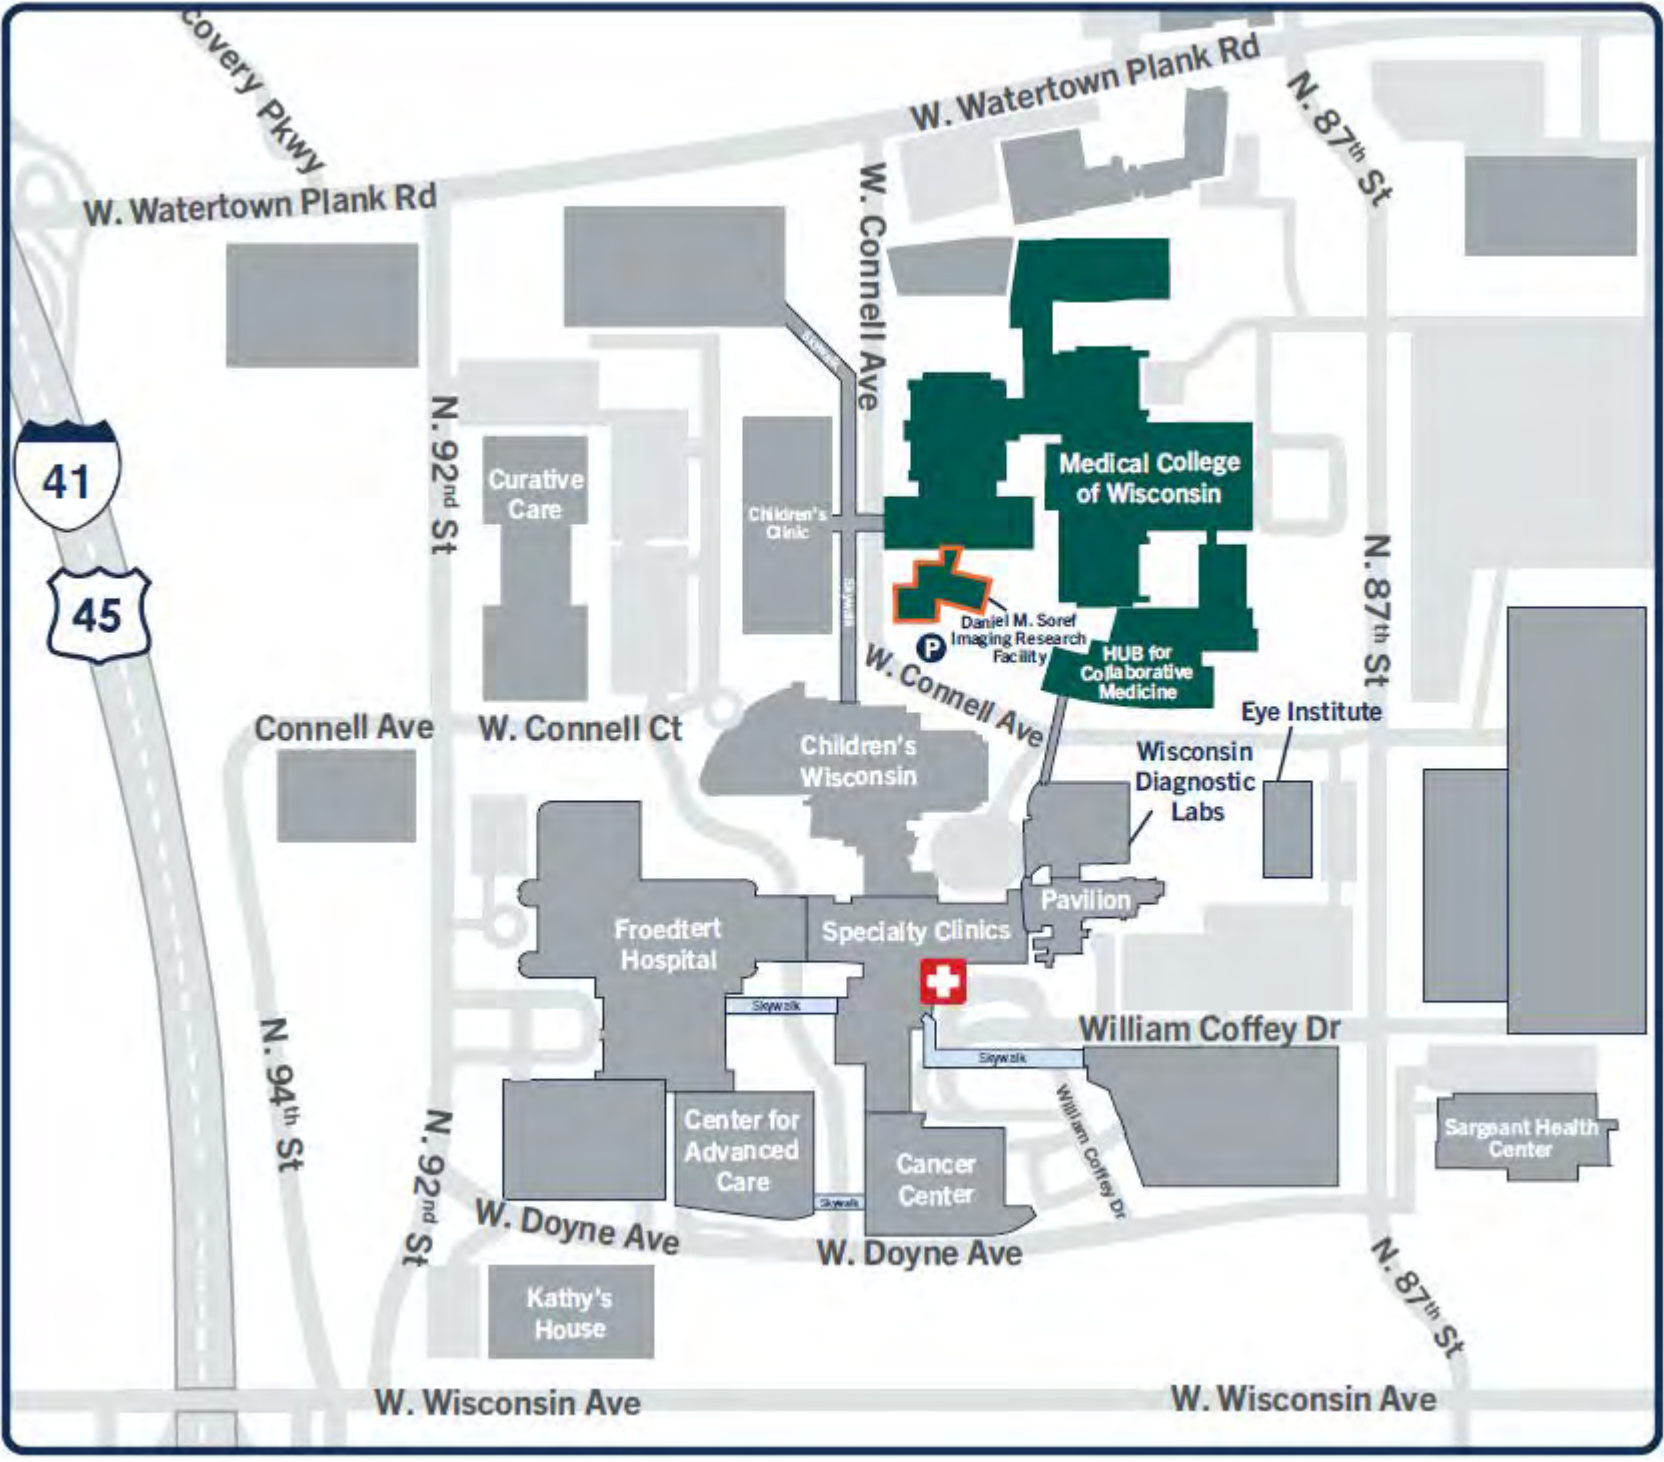 covery Pkwy
W. Watertown Plank Rd
N. 87th St
W. Watertown Plank Rd
W. Connell Ave
Skywalk
41
N. 92nd St
Curative
Care
Children's
Clinic
Medical College
of Wisconsin
45
Skywalk
N. 87th St
Daniel M. Soref
Imaging Research
Facility
P
HUB for
Collaborative
Medicine
W. Connell Ave
Connell Ave
W. Connell Ct
Eye Institute
Children's
Wisconsin
Wisconsin
Diagnostic
Labs
Pavilion
Froedtert
Hospital
Specialty Clinics
Skywalk
William Coffey Dr
Skywalk
N. 94th St
William Coffey Dr
Center for
Advanced
Care
Cancer
Center
Sargeant Health
Center
N. 92nd St
Skywalk
W. Doyne Ave
W. Doyne Ave
N. 87th St
Kathy's
House
W. Wisconsin Ave
W. Wisconsin Ave